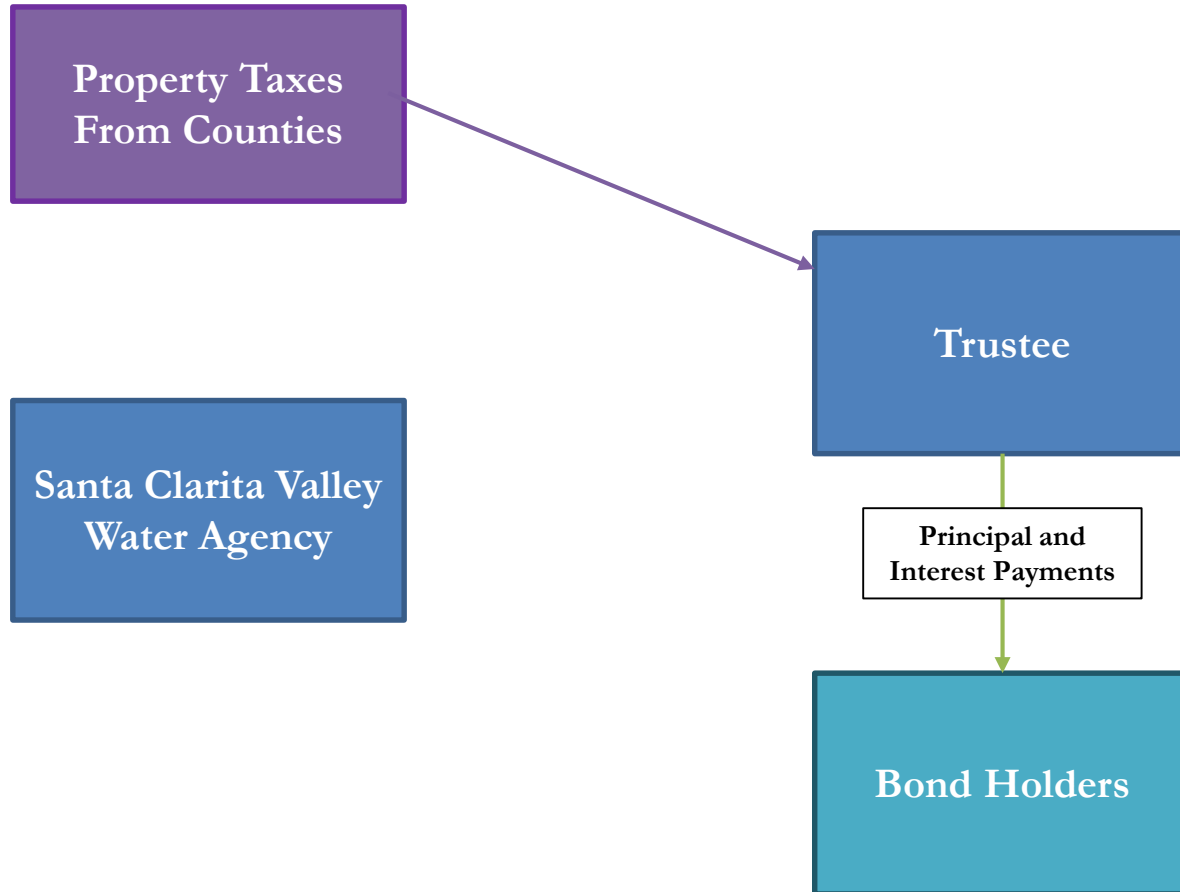 Property Taxes
From Counties
Trustee
Santa Clarita Valley
Water Agency
Principal and
Interest Payments
Bond Holders